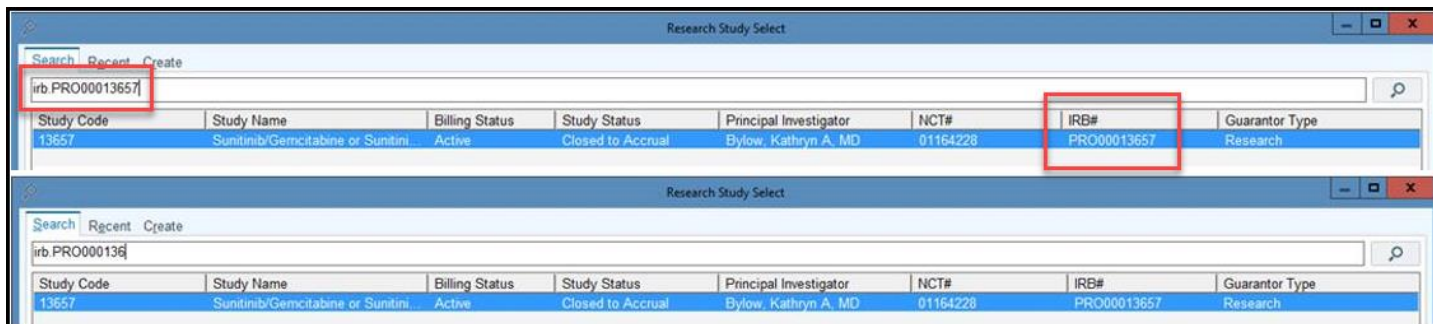 Research Study Select
Search Recent Create
irb.PRO00013657
Study Code Study Name Billing Status Study Status Principal Investigator NCT# IRB# Guarantor Type
13657 Sunitinib/Gemcitabine or Sunitini... Active Closed to Accrual Bylow, Kathryn A, MD 01164228 PRO00013657 Research
Research Study Select
Search Recent Create
irb.PRO000136
Study Code Study Name Billing Status Study Status Principal Investigator NCT# IRB# Guarantor Type
13657 Sunitinib/Gemcitabine or Sunitini... Active Closed to Accrual Bylow, Kathryn A, MD 01164228 PRO00013657 Research